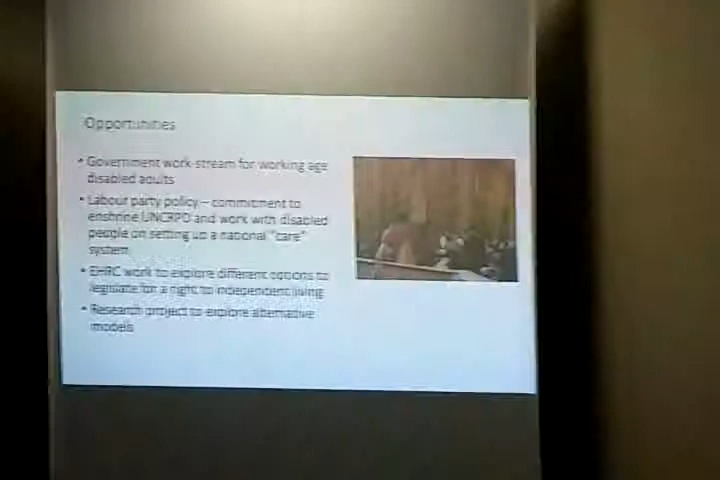 Opportunities
• Government work-stream for working age
disabled adults
• Labour party policy – commitment to
enshrine UNCRPD and work with disabled
people on setting up a national "care"
system
• EHRC work to explore different options to
legislate for a right to independent living
• Research project to explore alternative
models